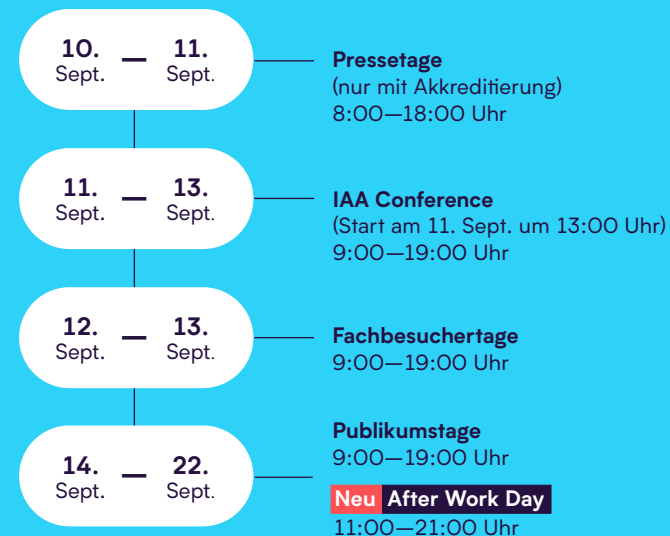 10. — 11.
Sept. Sept.
Pressetage
(nur mit Akkreditierung)
8:00—18:00 Uhr
11. — 13.
Sept. Sept.
IAA Conference
(Start am 11. Sept. um 13:00 Uhr)
9:00—19:00 Uhr
12. — 13.
Sept. Sept.
Fachbesuchertage
9:00—19:00 Uhr
14. — 22.
Sept. Sept.
Publikumstage
9:00—19:00 Uhr
Neu After Work Day
11:00—21:00 Uhr